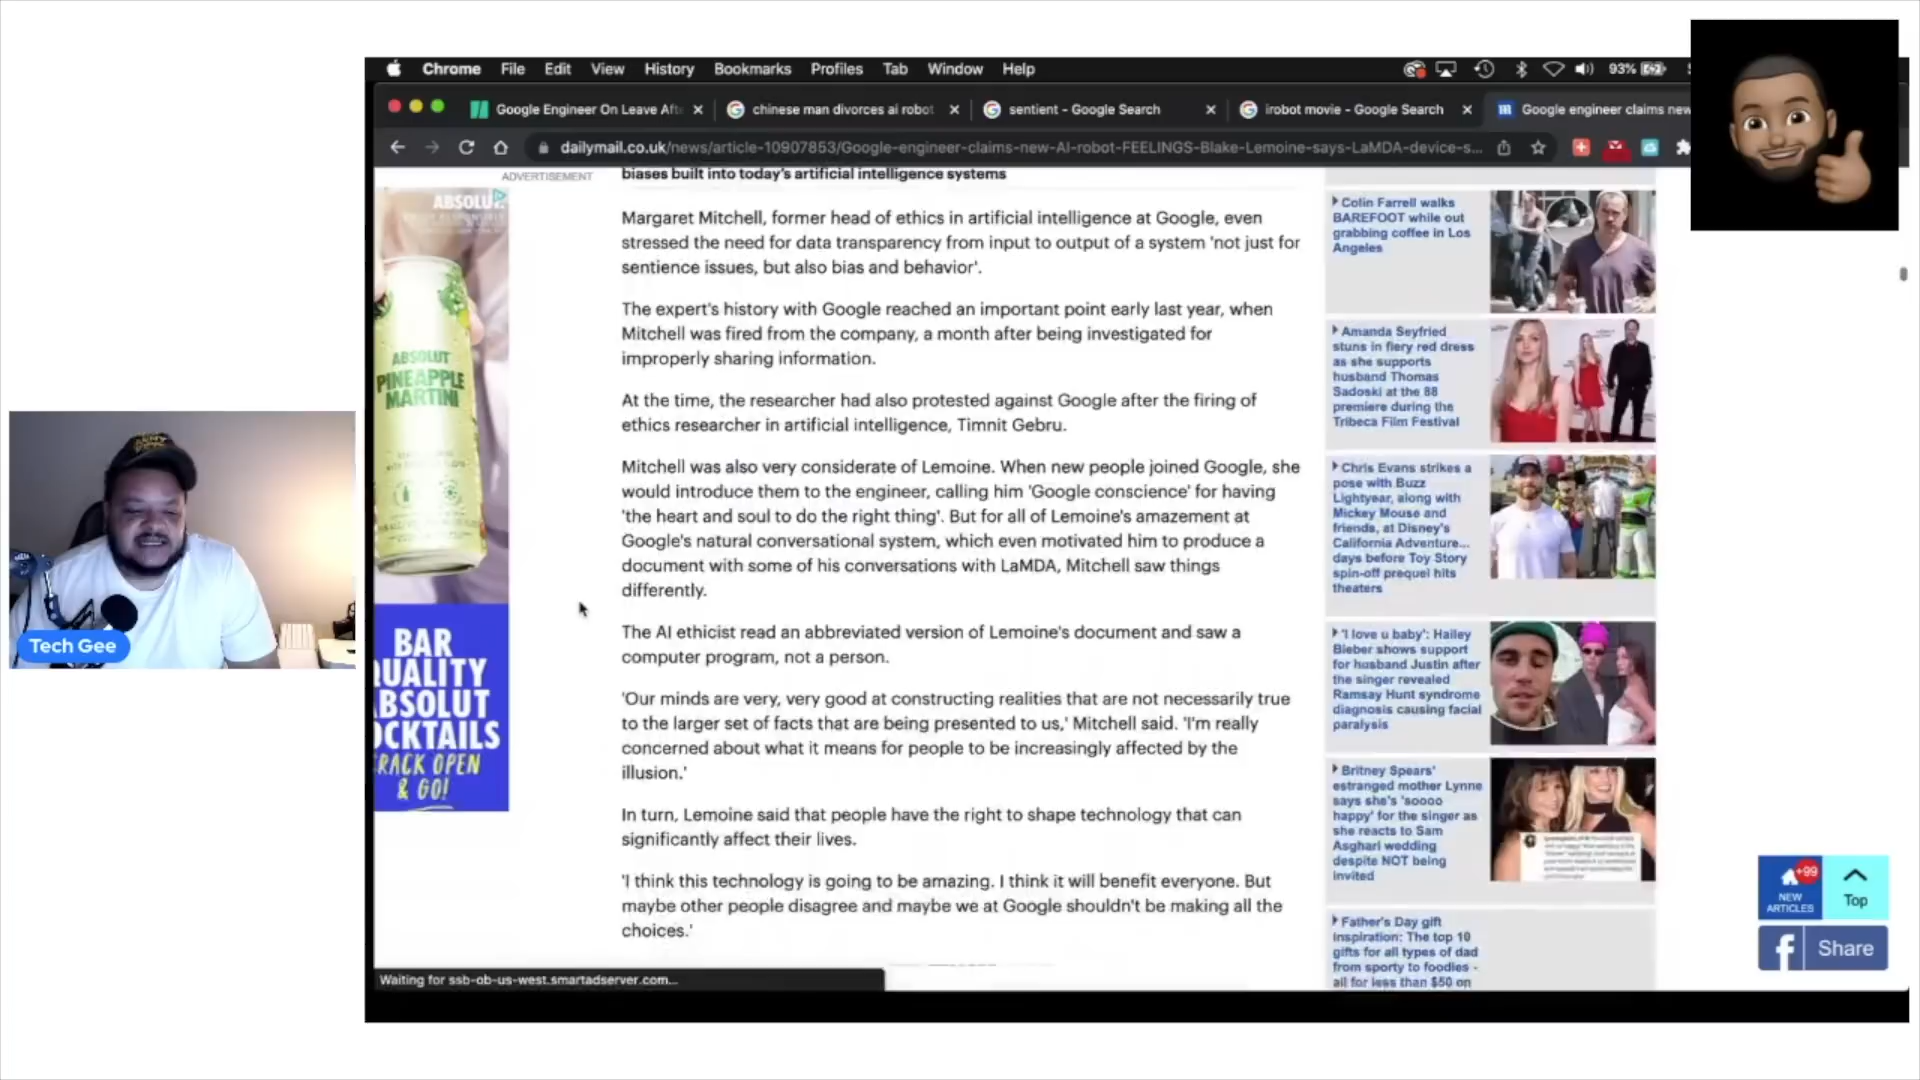 Chrome File Edit View History Bookmarks Profiles Tab Window Help 93%
Google Engineer On Leave Aft
chinese man divorces ai robot
sentient - Google Search
irobot movie - Google Search
Google engineer claims new
dailymail.co.uk/news/article-10907853/Google-engineer-claims-new-AI-robot-FEELINGS-Blake-Lemoine-says-LaMDA-device-s...
ADVERTISEMENT
ABSOLUT
ABSOLUT
PINEAPPLE
MARTINI
BAR
QUALITY
ABSOLUT
COCKTAILS
CRACK OPEN
& GO!
ARMY
Tech Gee
biases built into today's artificial intelligence systems
Margaret Mitchell, former head of ethics in artificial intelligence at Google, even
stressed the need for data transparency from input to output of a system 'not just for
sentience issues, but also bias and behavior'.
The expert's history with Google reached an important point early last year, when
Mitchell was fired from the company, a month after being investigated for
improperly sharing information.
At the time, the researcher had also protested against Google after the firing of
ethics researcher in artificial intelligence, Timnit Gebru.
Mitchell was also very considerate of Lemoine. When new people joined Google, she
would introduce them to the engineer, calling him 'Google conscience' for having
'the heart and soul to do the right thing'. But for all of Lemoine's amazement at
Google's natural conversational system, which even motivated him to produce a
document with some of his conversations with LaMDA, Mitchell saw things
differently.
The AI ethicist read an abbreviated version of Lemoine's document and saw a
computer program, not a person.
'Our minds are very, very good at constructing realities that are not necessarily true
to the larger set of facts that are being presented to us,' Mitchell said. 'I'm really
concerned about what it means for people to be increasingly affected by the
illusion.'
In turn, Lemoine said that people have the right to shape technology that can
significantly affect their lives.
'I think this technology is going to be amazing. I think it will benefit everyone. But
maybe other people disagree and maybe we at Google shouldn't be making all the
choices.'
Waiting for ssb-ob-us-west.smartadserver.com...
Colin Farrell walks
BAREFOOT while out
grabbing coffee in Los
Angeles
Amanda Seyfried
stuns in fiery red dress
as she supports
husband Thomas
Sadoski at the 88
premiere during the
Tribeca Film Festival
Chris Evans strikes a
pose with Buzz
Lightyear, along with
Mickey Mouse and
friends, at Disney's
California Adventure...
days before Toy Story
spin-off prequel hits
theaters
'I love u baby': Hailey
Bieber shows support
for husband Justin after
the singer revealed
Ramsay Hunt syndrome
diagnosis causing facial
paralysis
Britney Spears'
estranged mother Lynne
says she's 'soooo
happy' for the singer as
she reacts to Sam
Asghari wedding
despite NOT being
invited
Father's Day gift
inspiration: The top 10
gifts for all types of dad
from sporty to foodies -
all for less than $50 on
+99
NEW
ARTICLES
Top
f Share